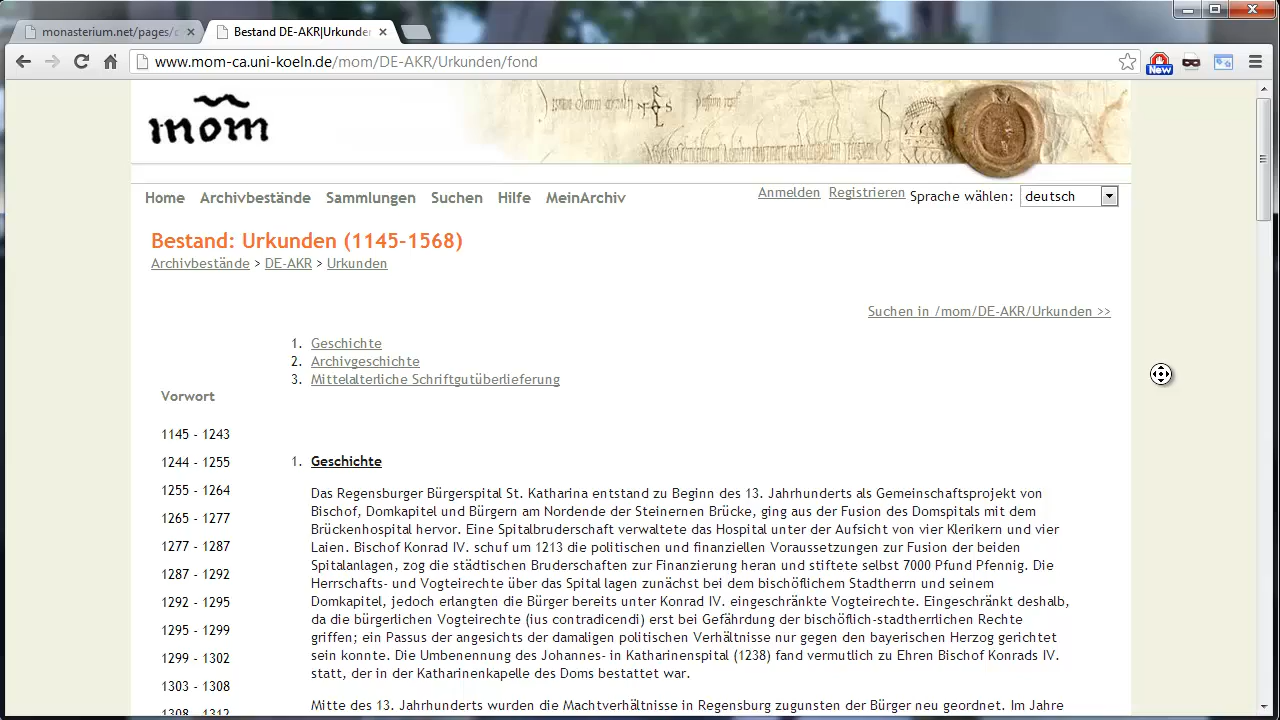 monasterium.net/pages/
Bestand DE-AKR|Urkunden
www.mom-ca.uni-koeln.de/mom/DE-AKR/Urkunden/fond
New
mom
Home Archivbestände Sammlungen Suchen Hilfe MeinArchiv
Anmelden Registrieren Sprache wählen: deutsch
Bestand: Urkunden (1145-1568)
Archivbestände > DE-AKR > Urkunden
Suchen in /mom/DE-AKR/Urkunden >>
1. Geschichte
2. Archivgeschichte
3. Mittelalterliche Schriftgutüberlieferung
Vorwort
1145 - 1243
1244 - 1255
1255 - 1264
1265 - 1277
1277 - 1287
1287 - 1292
1292 - 1295
1295 - 1299
1299 - 1302
1303 - 1308
1308 - 1312
1. Geschichte
Das Regensburger Bürgerspital St. Katharina entstand zu Beginn des 13. Jahrhunderts als Gemeinschaftsprojekt von
Bischof, Domkapitel und Bürgern am Nordende der Steinernen Brücke, ging aus der Fusion des Domspitals mit dem
Brückenhospital hervor. Eine Spitalbruderschaft verwaltete das Hospital unter der Aufsicht von vier Klerikern und vier
Laien. Bischof Konrad IV. schuf um 1213 die politischen und finanziellen Voraussetzungen zur Fusion der beiden
Spitalanlagen, zog die städtischen Bruderschaften zur Finanzierung heran und stiftete selbst 7000 Pfund Pfennig. Die
Herrschafts- und Vogteirechte über das Spital lagen zunächst bei dem bischöflichem Stadtherrn und seinem
Domkapitel, jedoch erlangten die Bürger bereits unter Konrad IV. eingeschränkte Vogteirechte. Eingeschränkt deshalb,
da die bürgerlichen Vogteirechte (ius contradicendi) erst bei Gefährdung der bischöflich-stadtherrlichen Rechte
griffen; ein Passus der angesichts der damaligen politischen Verhältnisse nur gegen den bayerischen Herzog gerichtet
sein konnte. Die Umbenennung des Johannes- in Katharinenspital (1238) fand vermutlich zu Ehren Bischof Konrads IV.
statt, der in der Katharinenkapelle des Doms bestattet war.
Mitte des 13. Jahrhunderts wurden die Machtverhältnisse in Regensburg zugunsten der Bürger neu geordnet. Im Jahre